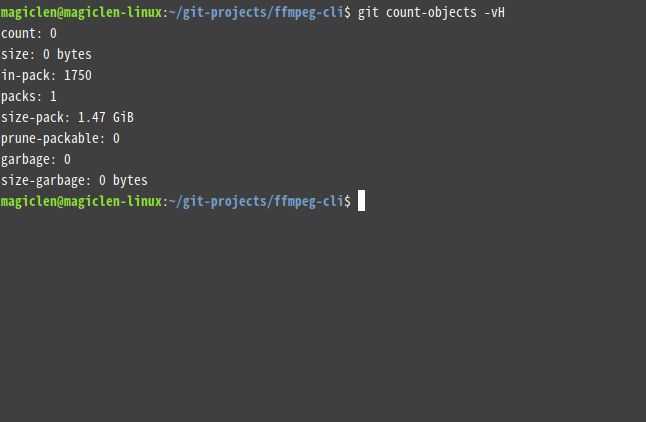 magiclen@magiclen-linux:~/git-projects/ffmpeg-cli$ git count-objects -vH
count: 0
size: 0 bytes
in-pack: 1750
packs: 1
size-pack: 1.47 GiB
prune-packable: 0
garbage: 0
size-garbage: 0 bytes
magiclen@magiclen-linux:~/git-projects/ffmpeg-cli$